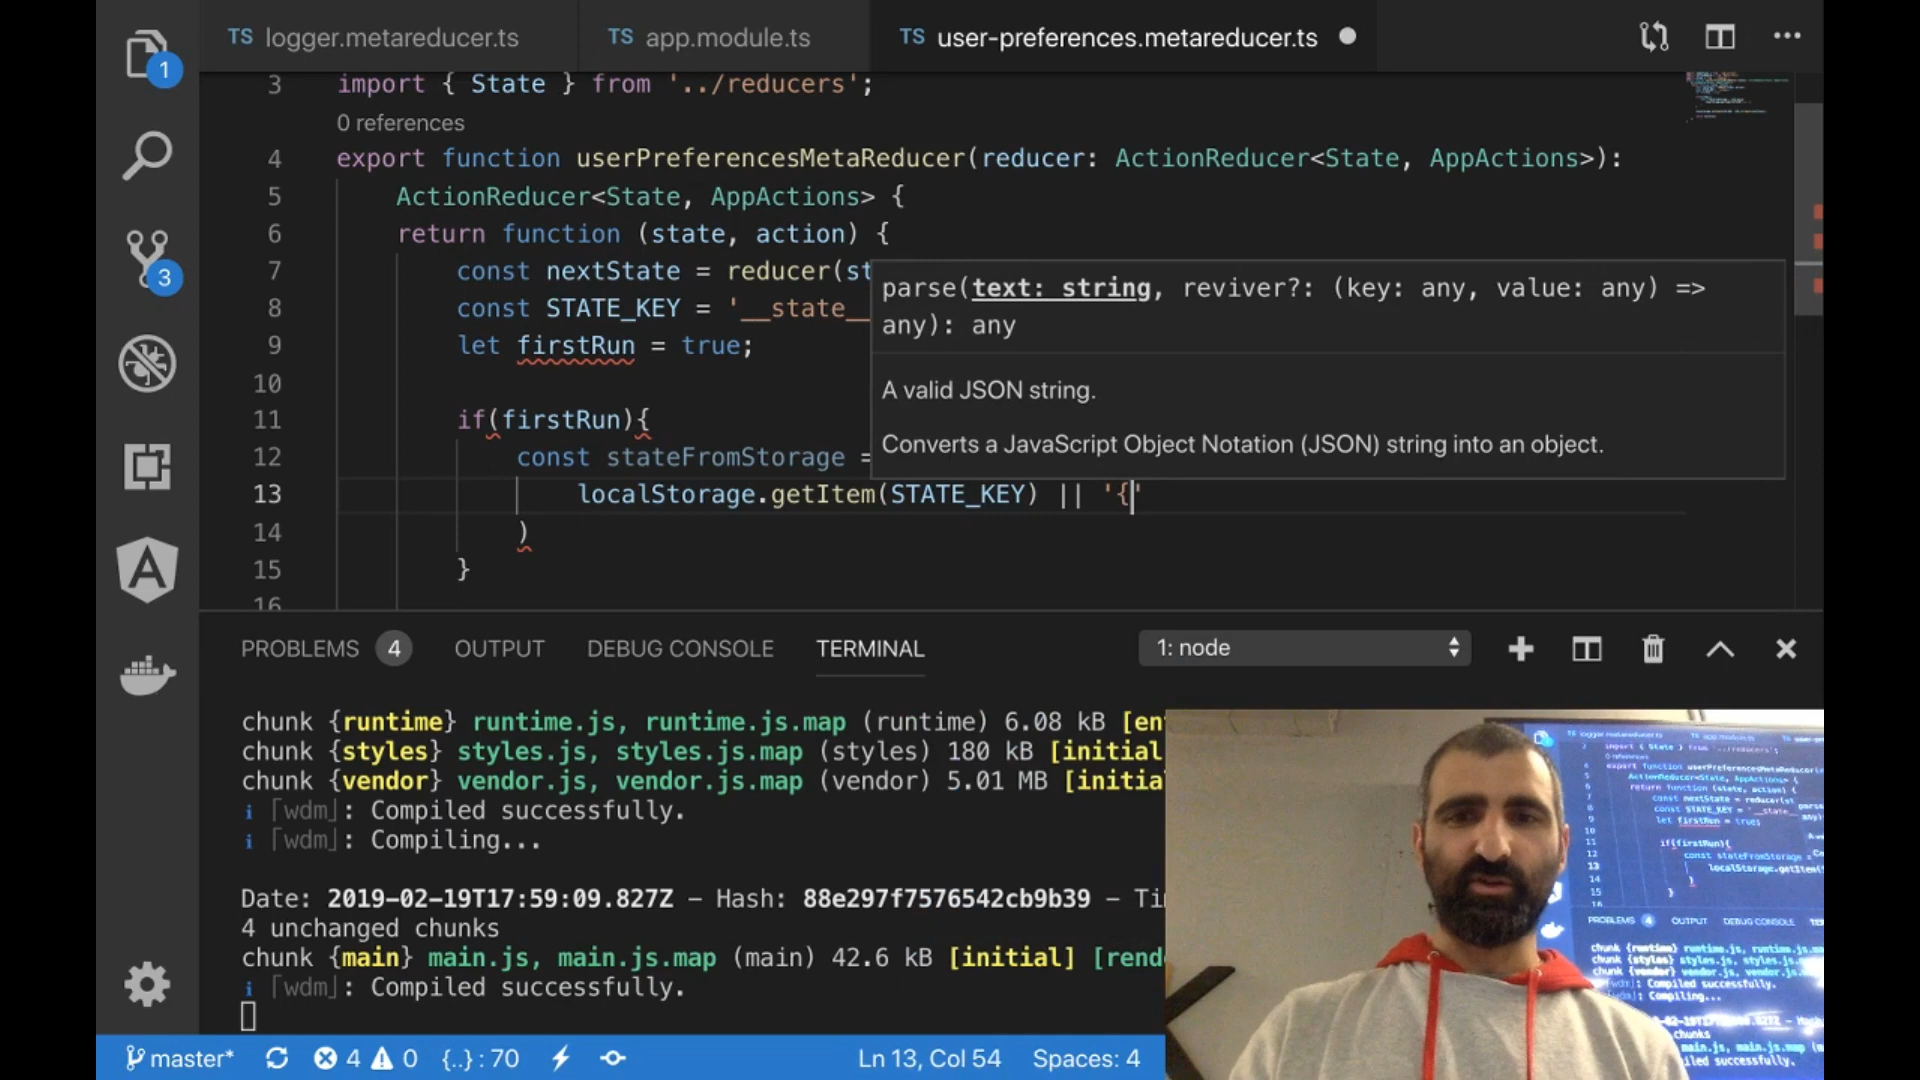 1
3
TS logger.metareducer.ts
TS app.module.ts
TS user-preferences.metareducer.ts
3 import { State } from '../reducers';
0 references
4 export function userPreferencesMetaReducer(reducer: ActionReducer<State, AppActions>):
5 ActionReducer<State, AppActions> {
6 return function (state, action) {
7 const nextState = reducer(st
8 const STATE_KEY = '__state__
9 let firstRun = true;
10
11 if(firstRun){
12 const stateFromStorage =
13 localStorage.getItem(STATE_KEY) || '{'
14 )
15 }
16
parse(text: string, reviver?: (key: any, value: any) =>
any): any
A valid JSON string.
Converts a JavaScript Object Notation (JSON) string into an object.
PROBLEMS 4 OUTPUT DEBUG CONSOLE TERMINAL 1: node
chunk {runtime} runtime.js, runtime.js.map (runtime) 6.08 kB [en
chunk {styles} styles.js, styles.js.map (styles) 180 kB [initial
chunk {vendor} vendor.js, vendor.js.map (vendor) 5.01 MB [initia
i ｢wdm｣: Compiled successfully.
i ｢wdm｣: Compiling...
Date: 2019-02-19T17:59:09.827Z – Hash: 88e297f7576542cb9b39 – Ti
4 unchanged chunks
chunk {main} main.js, main.js.map (main) 42.6 kB [initial] [rend
i ｢wdm｣: Compiled successfully.
master* 4 0 {..} : 70 Ln 13, Col 54 Spaces: 4